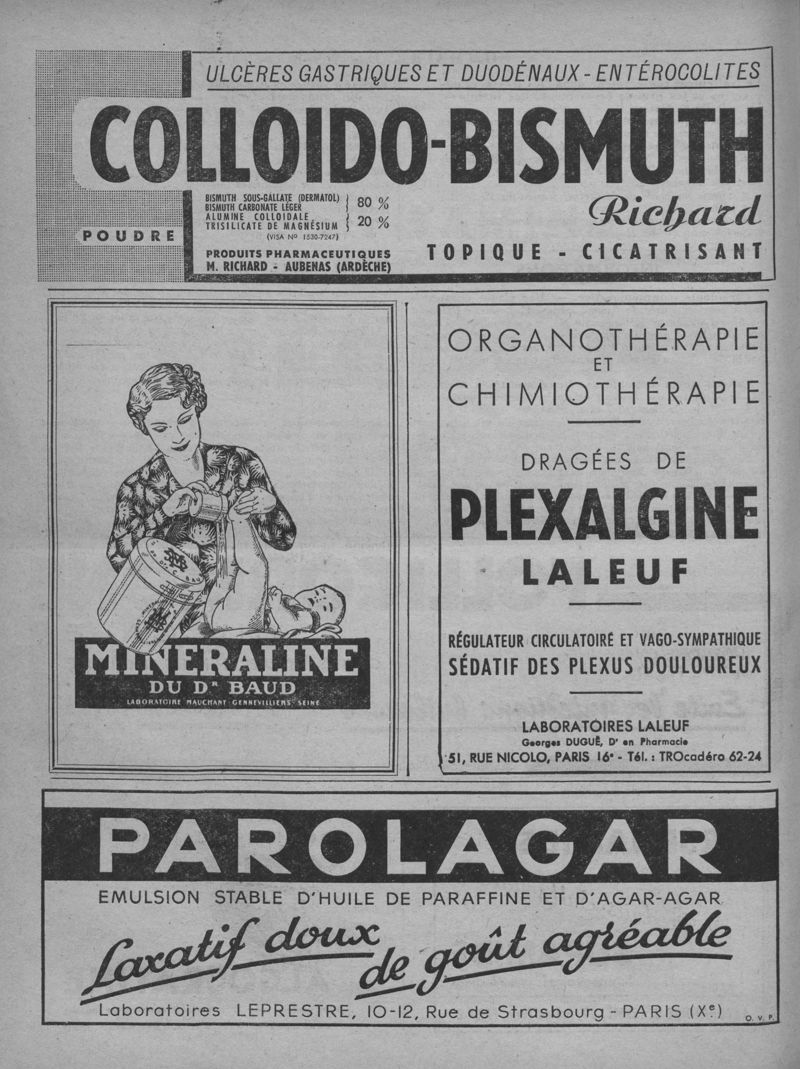 ULCÈRES GASTRIQUES ET DUODÉNAUX - ENTÉROCOLITES
COLLOIDO-BISMUTH
Richard
BISMUTH SOUS-GALLATE (DERMATOL)
BISMUTH CARBONATE LÉGER
80 %
ALUMINE COLLOIDALE
TRISILICATE DE MAGNÉSIUM
20 %
(VISA Nº 1530-7247)
POUDRE
PRODUITS PHARMACEUTIQUES
M. RICHARD - AUBENAS (ARDÈCHE)
TOPIQUE - CICATRISANT
MINERALINE
DU Dʀ BAUD
LABORATOIRE MAUCHANT GENNEVILLIERS SEINE
ORGANOTHÉRAPIE
ET
CHIMIOTHÉRAPIE
DRAGÉES DE
PLEXALGINE
LALEUF
RÉGULATEUR CIRCULATOIRE ET VAGO-SYMPATHIQUE
SÉDATIF DES PLEXUS DOULOUREUX
LABORATOIRES LALEUF
Georges DUGUÉ, Dʳ en Pharmacie
51, RUE NICOLO, PARIS 16ᵉ - Tél. : TROcadéro 62-24
PAROLAGAR
EMULSION STABLE D'HUILE DE PARAFFINE ET D'AGAR-AGAR
Laxatif doux
de goût agréable
Laboratoires LEPRESTRE, 10-12, Rue de Strasbourg - PARIS (Xᵉ)
O. V. P.